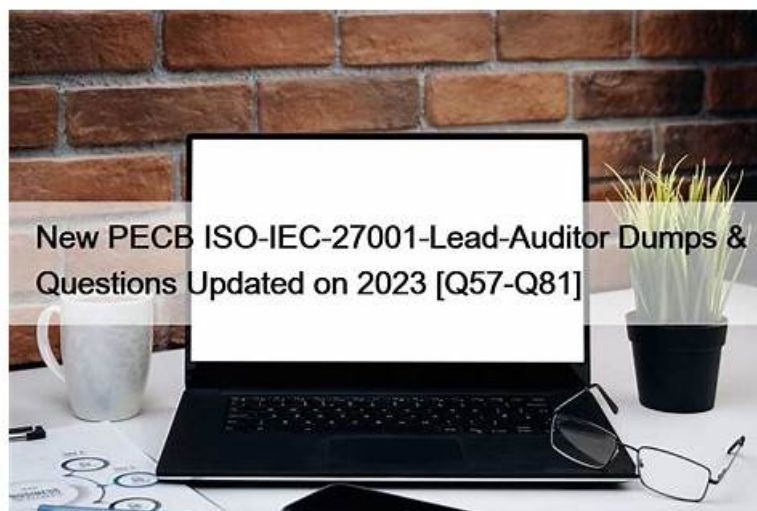 New PECB ISO-IEC-27001-Lead-Auditor Dumps &
Questions Updated on 2023 [Q57-Q81]